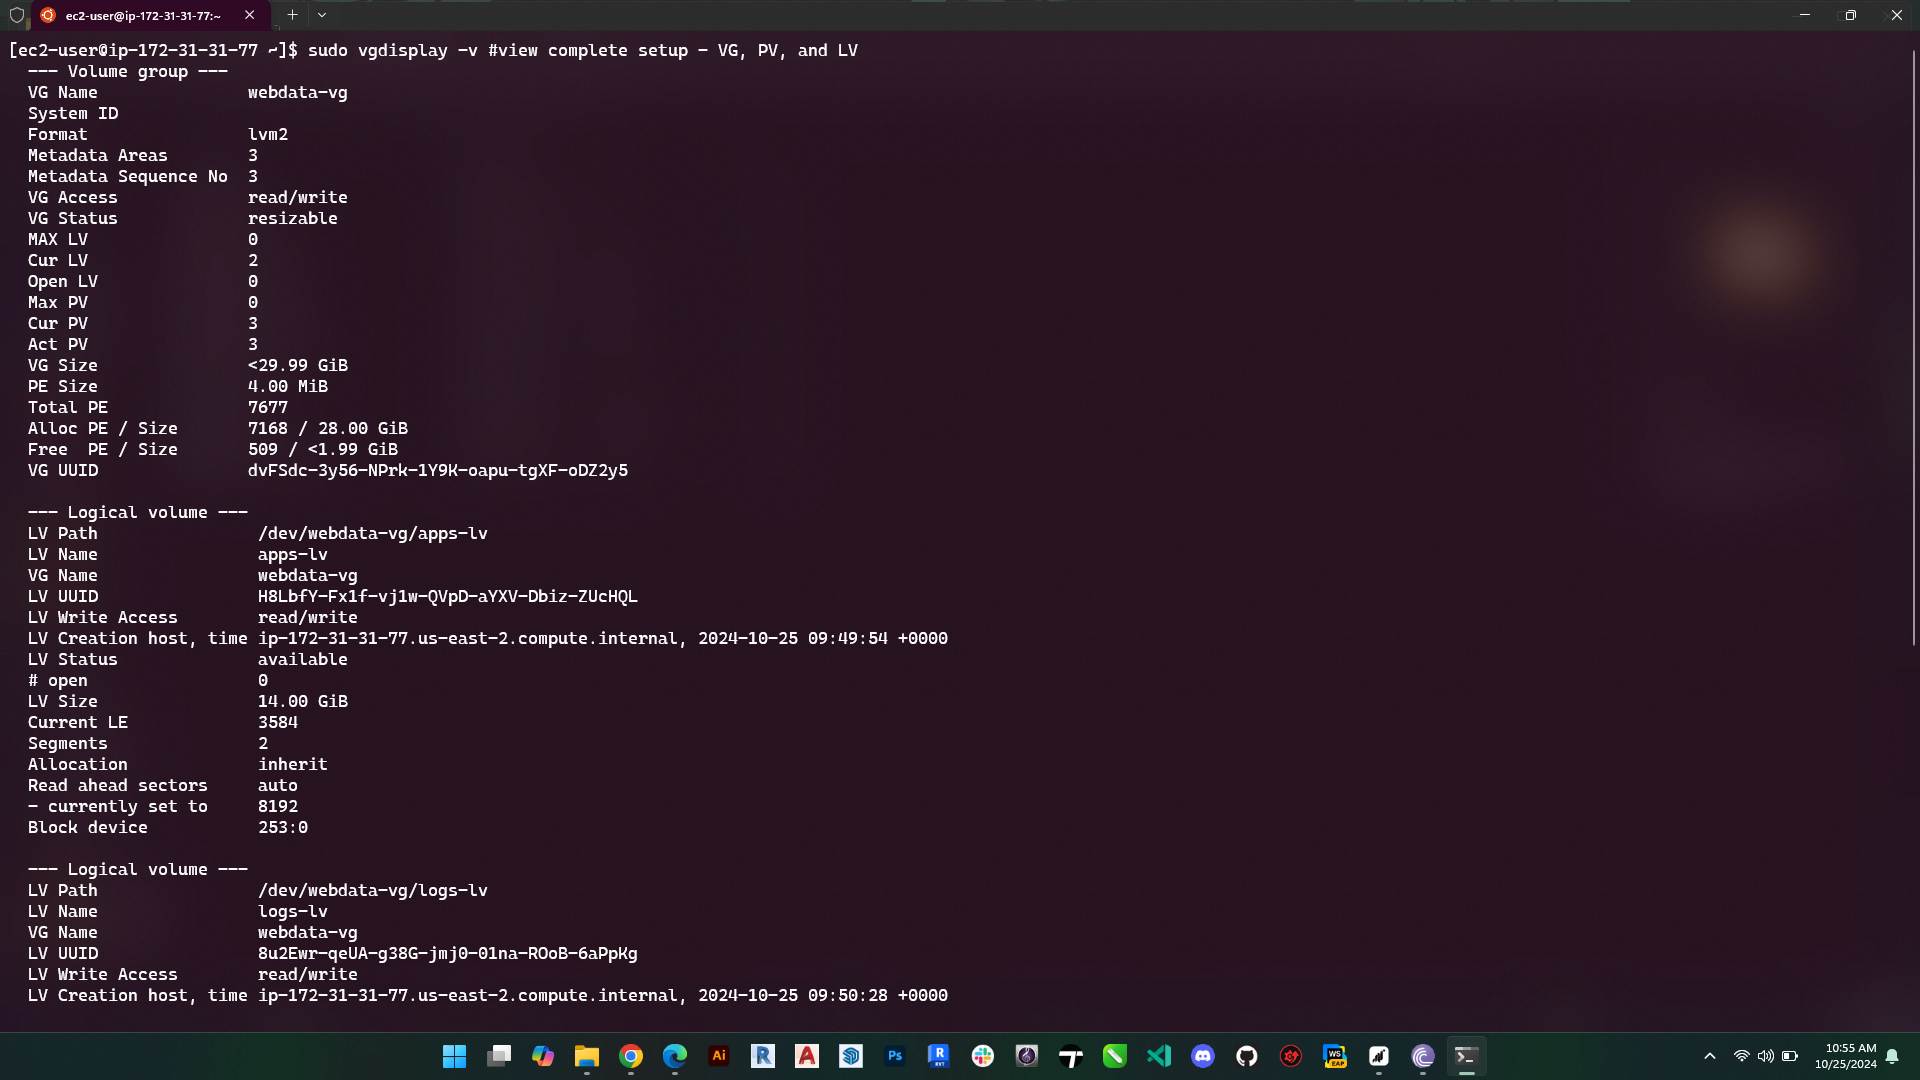 ec2-user@ip-172-31-31-77:~
[ec2-user@ip-172-31-31-77 ~]$ sudo vgdisplay -v #view complete setup - VG, PV, and LV
--- Volume group ---
VG Name               webdata-vg
System ID
Format                lvm2
Metadata Areas        3
Metadata Sequence No  3
VG Access             read/write
VG Status             resizable
MAX LV                0
Cur LV                2
Open LV               0
Max PV                0
Cur PV                3
Act PV                3
VG Size               <29.99 GiB
PE Size               4.00 MiB
Total PE              7677
Alloc PE / Size       7168 / 28.00 GiB
Free  PE / Size       509 / <1.99 GiB
VG UUID               dvFSdc-3y56-NPrk-1Y9K-oapu-tgXF-oDZ2y5
--- Logical volume ---
LV Path                /dev/webdata-vg/apps-lv
LV Name                apps-lv
VG Name                webdata-vg
LV UUID                H8LbfY-Fx1f-vj1w-QVpD-aYXV-Dbiz-ZUcHQL
LV Write Access        read/write
LV Creation host, time ip-172-31-31-77.us-east-2.compute.internal, 2024-10-25 09:49:54 +0000
LV Status              available
# open                 0
LV Size                14.00 GiB
Current LE             3584
Segments               2
Allocation             inherit
Read ahead sectors     auto
- currently set to     8192
Block device           253:0
--- Logical volume ---
LV Path                /dev/webdata-vg/logs-lv
LV Name                logs-lv
VG Name                webdata-vg
LV UUID                8u2Ewr-qeUA-g38G-jmj0-01na-ROoB-6aPpKg
LV Write Access        read/write
LV Creation host, time ip-172-31-31-77.us-east-2.compute.internal, 2024-10-25 09:50:28 +0000
Ai
R
A
Ps
R
RVT
WS
EAP
10:55 AM
10/25/2024